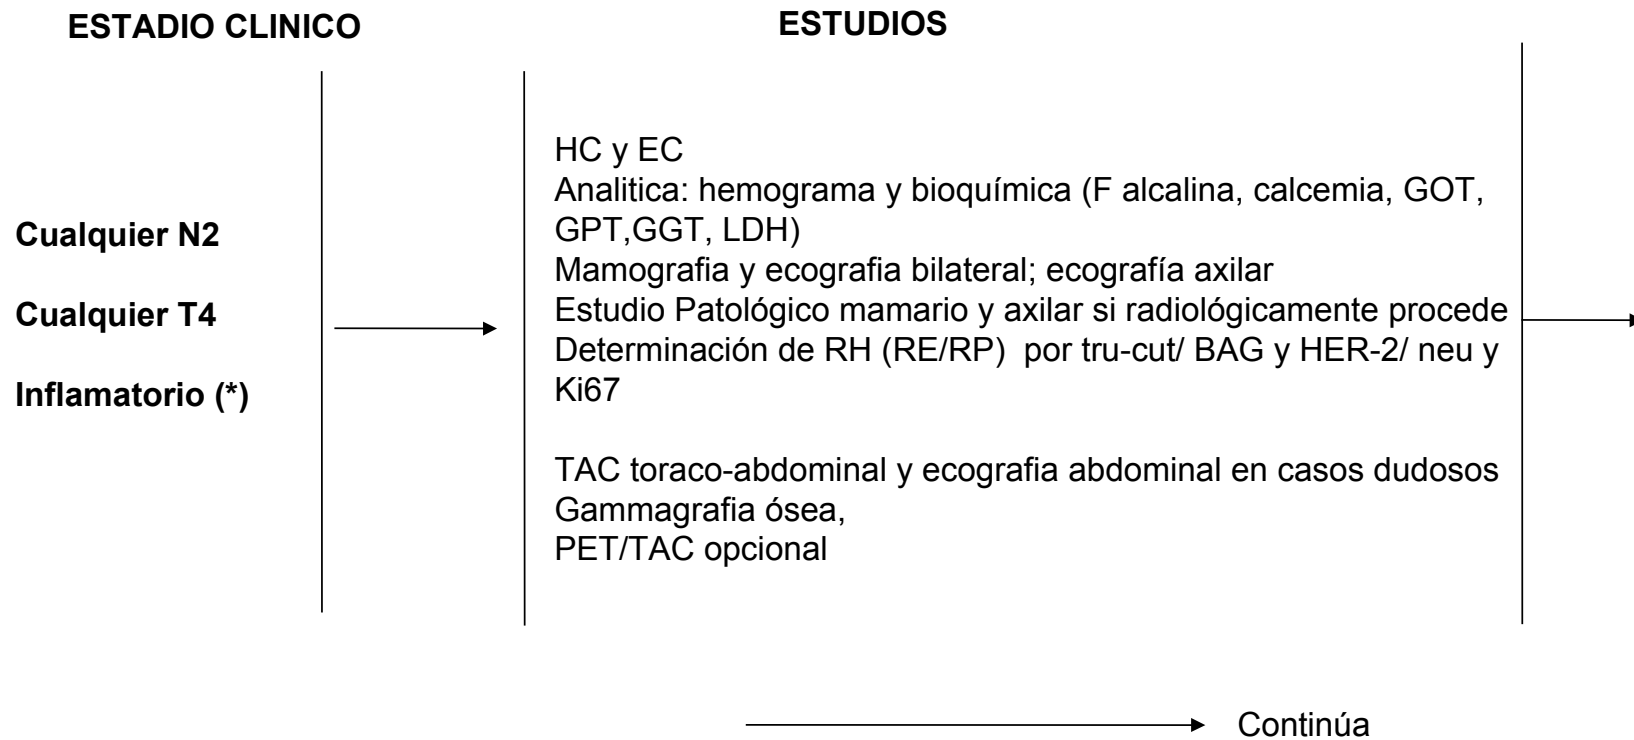 ESTADIO CLINICO
ESTUDIOS
Cualquier N2
Cualquier T4
Inflamatorio (*)
HC y EC
Analitica: hemograma y bioquímica (F alcalina, calcemia, GOT,
GPT,GGT, LDH)
Mamografia y ecografia bilateral; ecografía axilar
Estudio Patológico mamario y axilar si radiológicamente procede
Determinación de RH (RE/RP) por tru-cut/ BAG y HER-2/ neu y
Ki67
TAC toraco-abdominal y ecografia abdominal en casos dudosos
Gammagrafia ósea,
PET/TAC opcional
Continúa